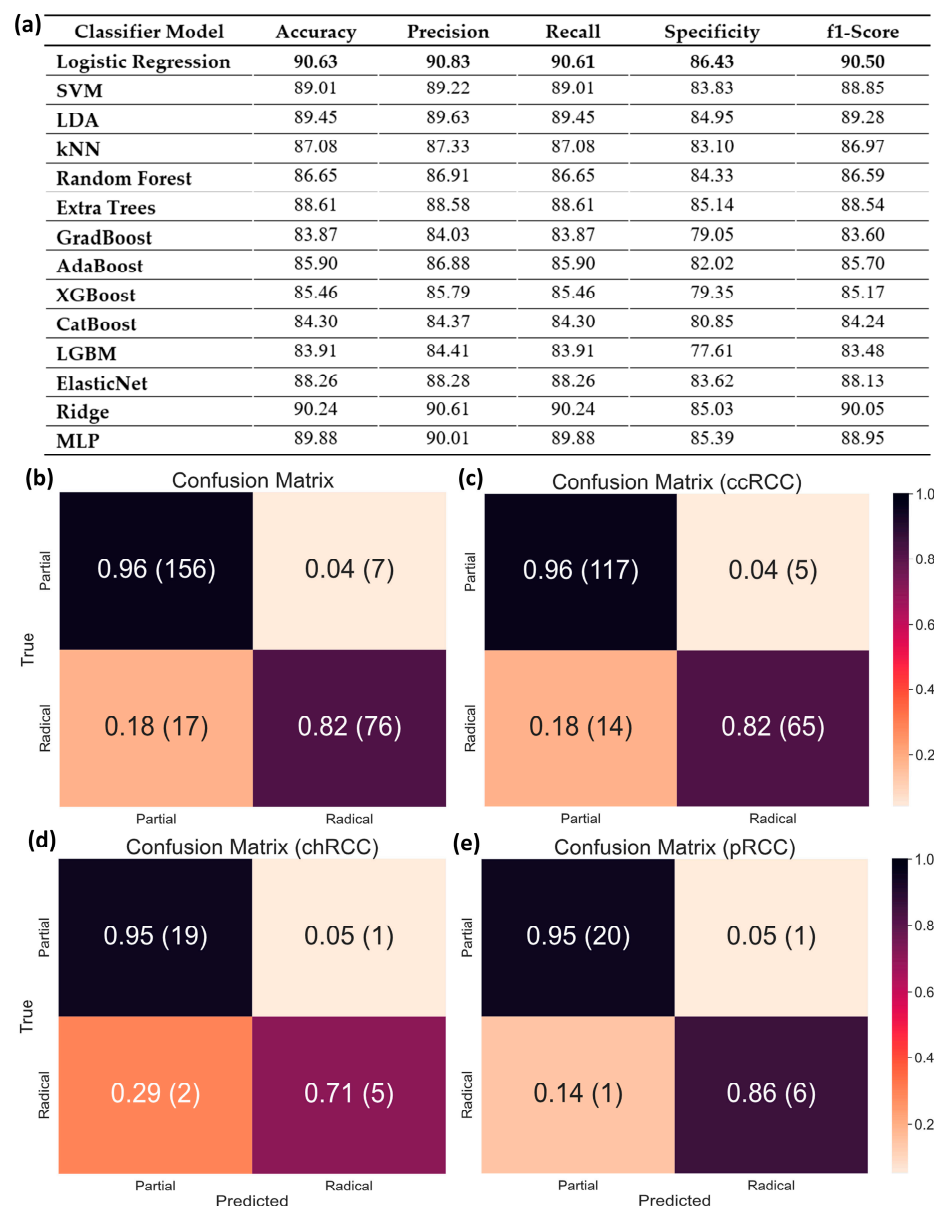 (a)
Classifier Model Accuracy Precision Recall Specificity f1-Score
Logistic Regression 90.63 90.83 90.61 86.43 90.50
SVM 89.01 89.22 89.01 83.83 88.85
LDA 89.45 89.63 89.45 84.95 89.28
kNN 87.08 87.33 87.08 83.10 86.97
Random Forest 86.65 86.91 86.65 84.33 86.59
Extra Trees 88.61 88.58 88.61 85.14 88.54
GradBoost 83.87 84.03 83.87 79.05 83.60
AdaBoost 85.90 86.88 85.90 82.02 85.70
XGBoost 85.46 85.79 85.46 79.35 85.17
CatBoost 84.30 84.37 84.30 80.85 84.24
LGBM 83.91 84.41 83.91 77.61 83.48
ElasticNet 88.26 88.28 88.26 83.62 88.13
Ridge 90.24 90.61 90.24 85.03 90.05
MLP 89.88 90.01 89.88 85.39 88.95
(b)
Confusion Matrix
True
Partial
0.96 (156) 0.04 (7)
Radical
0.18 (17) 0.82 (76)
Partial Radical
(c)
Confusion Matrix (ccRCC)
Partial
0.96 (117) 0.04 (5)
Radical
0.18 (14) 0.82 (65)
Partial Radical
1.0
0.8
0.6
0.4
0.2
(d)
Confusion Matrix (chRCC)
True
Partial
0.95 (19) 0.05 (1)
Radical
0.29 (2) 0.71 (5)
Partial Radical
Predicted
(e)
Confusion Matrix (pRCC)
Partial
0.95 (20) 0.05 (1)
Radical
0.14 (1) 0.86 (6)
Partial Radical
Predicted
1.0
0.8
0.6
0.4
0.2